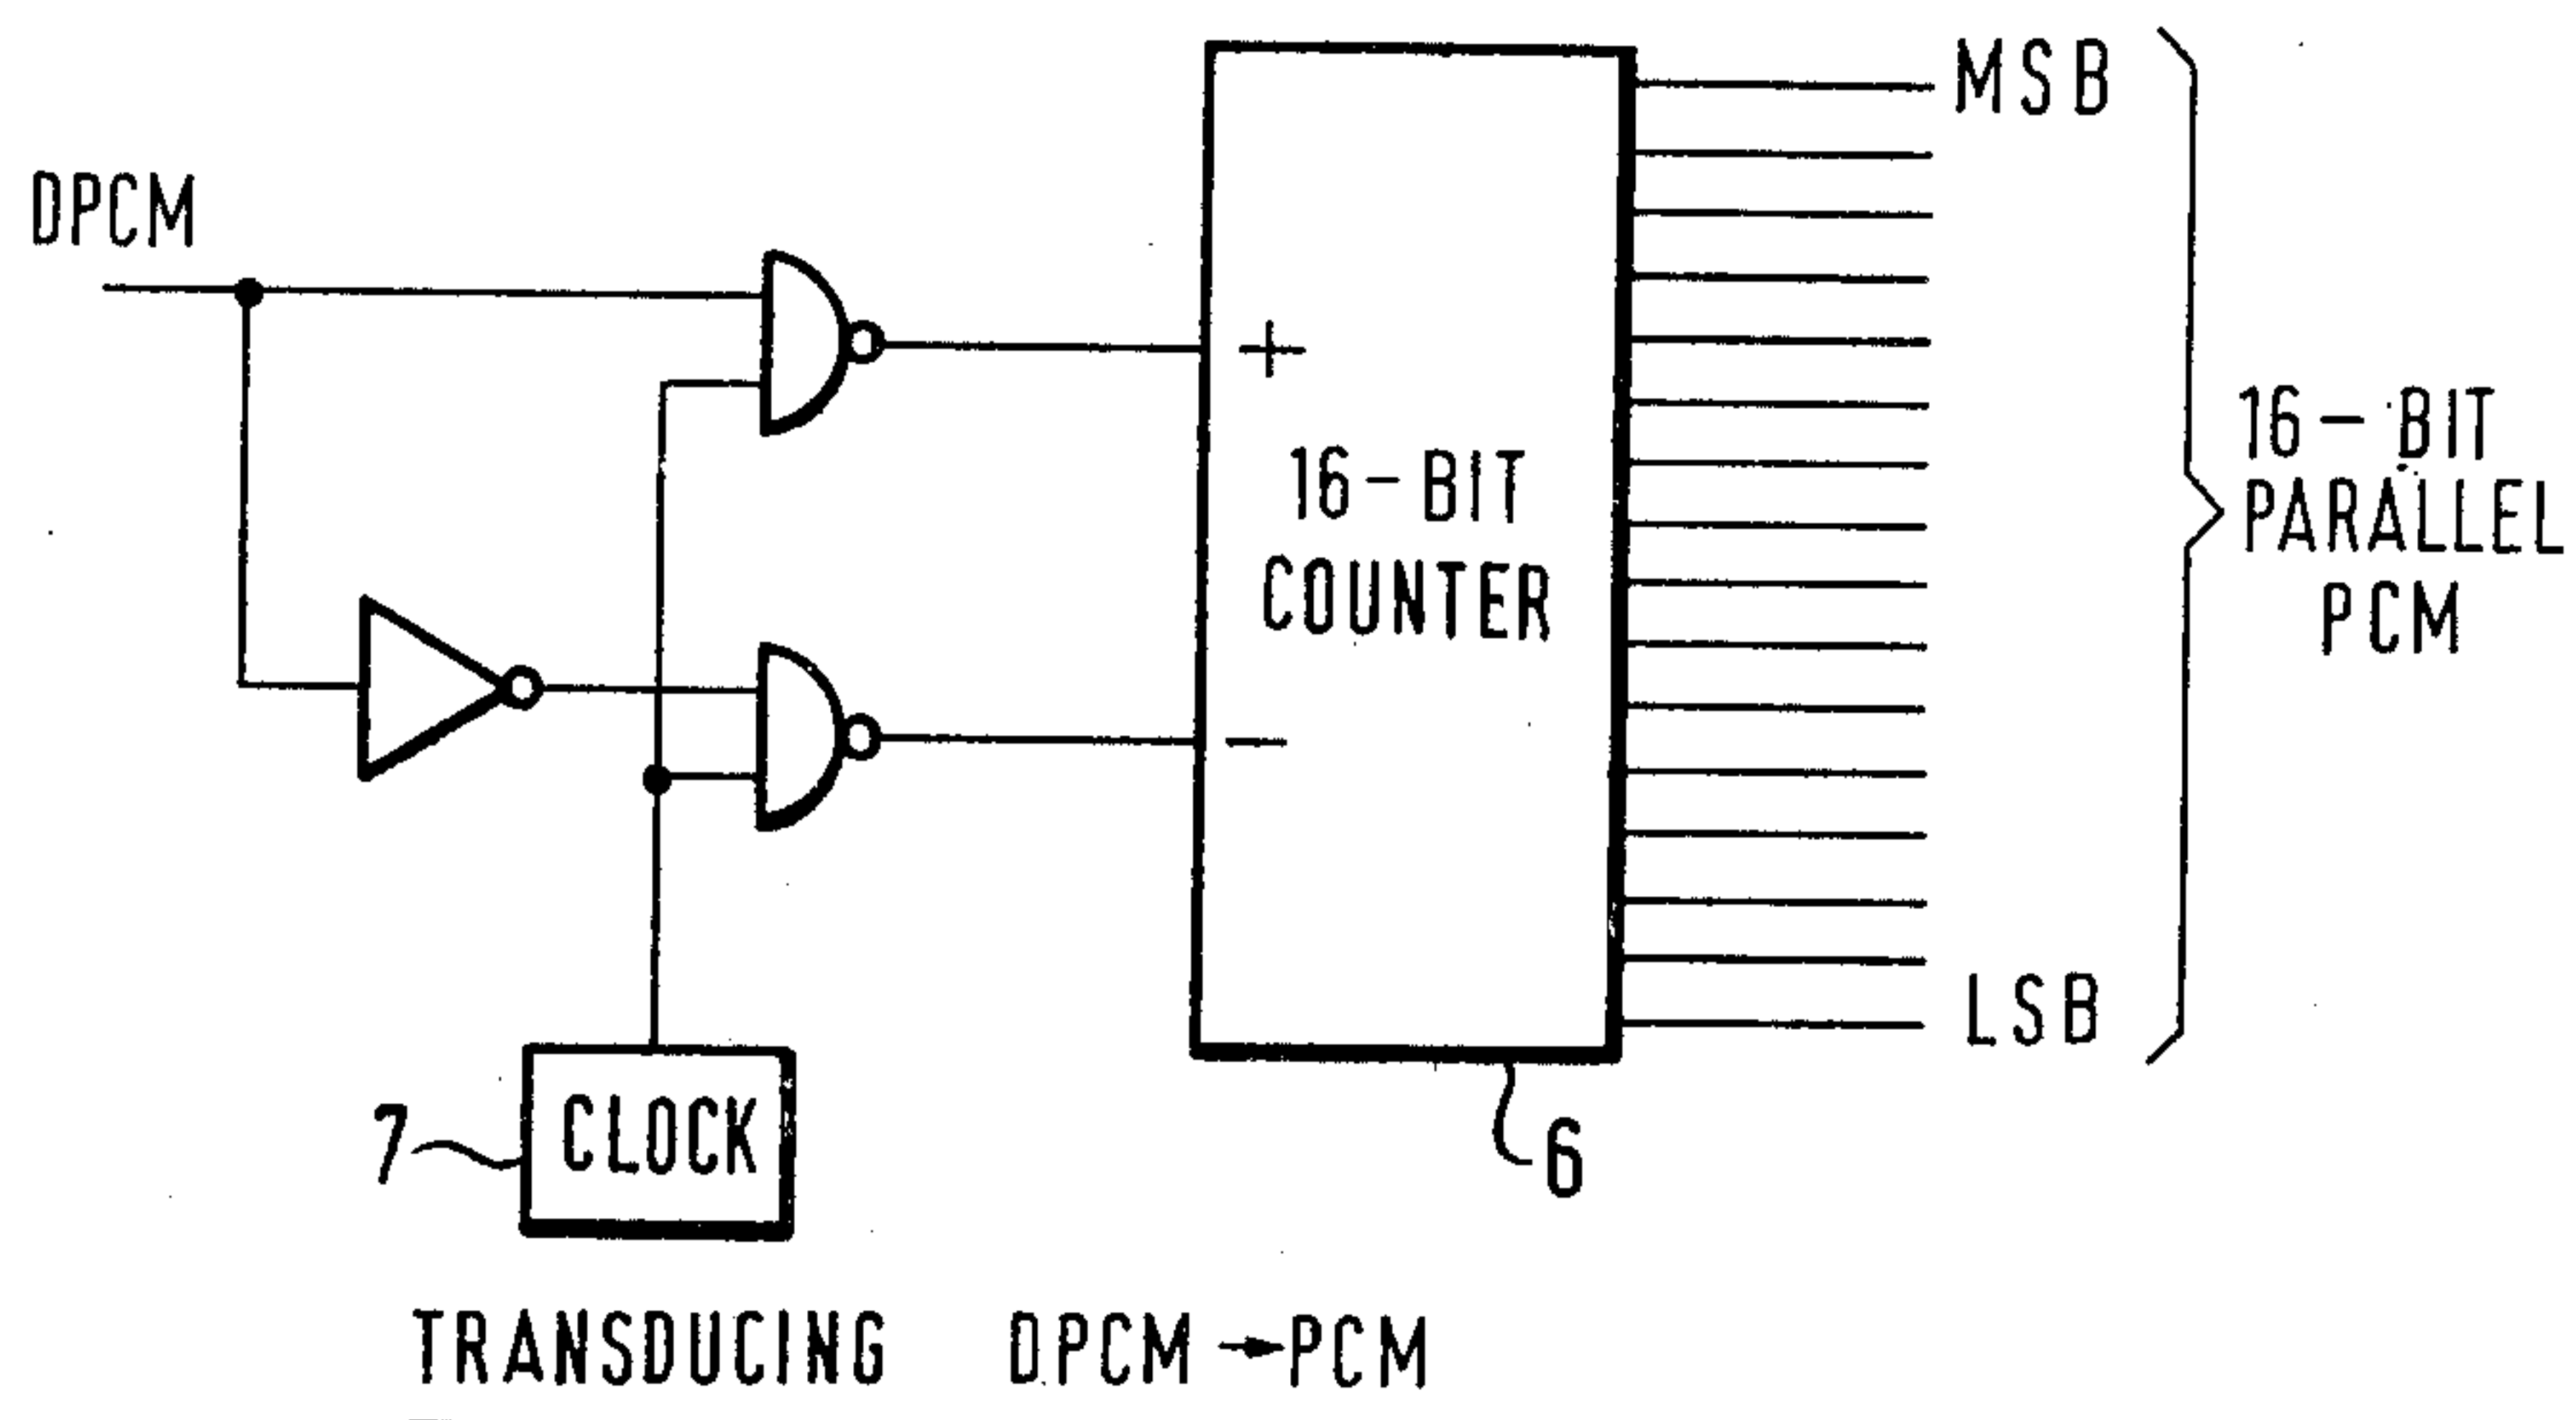 MSB
DPCM
+
16-BIT
COUNTER
-
16-BIT
PARALLEL
PCM
LSB
7
CLOCK
6
TRANSDUCING DPCM→PCM